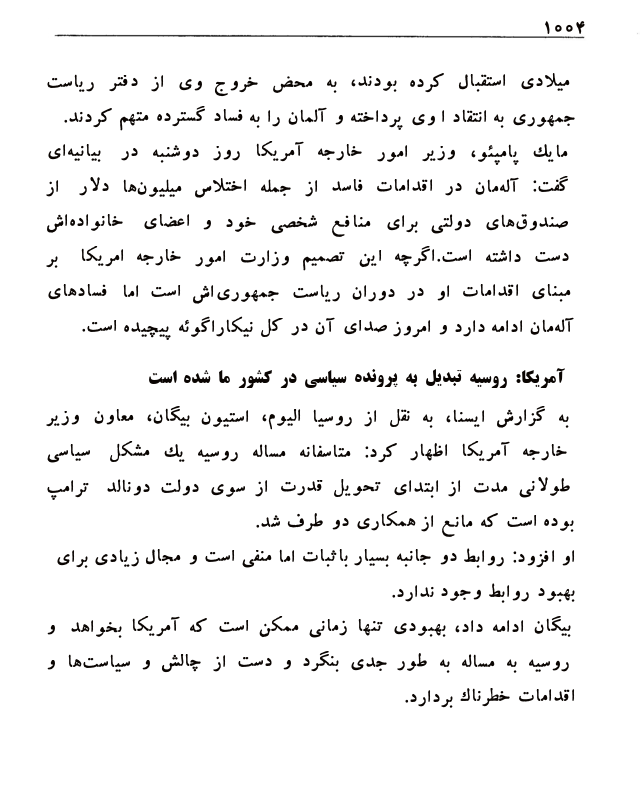 ۱۰۰۴
میلادی استقبال کرده بودند، به محض خروج وی از دفتر ریاست
جمهوری به انتقاد ا وی پرداخته و آلمان را به فساد گسترده متهم کردند.
مایك پامپئو، وزیر امور خارجه آمریکا روز دوشنبه در بیانیه‌ای
گفت: آله‌مان در اقدامات فاسد از جمله اختلاس میلیون‌ها دلار از
صندوق‌های دولتی برای منافع شخصی خود و اعضای خانواده‌اش
دست داشته است.اگرچه این تصمیم وزارت امور خارجه امریکا بر
مبنای اقدامات او در دوران ریاست جمهوری‌اش است اما فسادهای
آله‌مان ادامه دارد و امروز صدای آن در کل نیکاراگوئه پیچیده است.
آمریکا: روسیه تبدیل به پرونده سیاسی در کشور ما شده است
به گزارش ایسنا، به نقل از روسیا الیوم، استیون بیگان، معاون وزیر
خارجه آمریکا اظهار کرد: متاسفانه مساله روسیه یك مشکل سیاسی
طولانی مدت از ابتدای تحویل قدرت از سوی دولت دونالد ترامپ
بوده است که مانع از همکاری دو طرف شد.
او افزود: روابط دو جانبه بسیار با ثبات اما منفی است و مجال زیادی برای
بهبود روابط وجود ندارد.
بیگان ادامه داد، بهبودی تنها زمانی ممکن است که آمریکا بخواهد و
روسیه به مساله به طور جدی بنگرد و دست از چالش و سیاست‌ها و
اقدامات خطرناك بردارد.